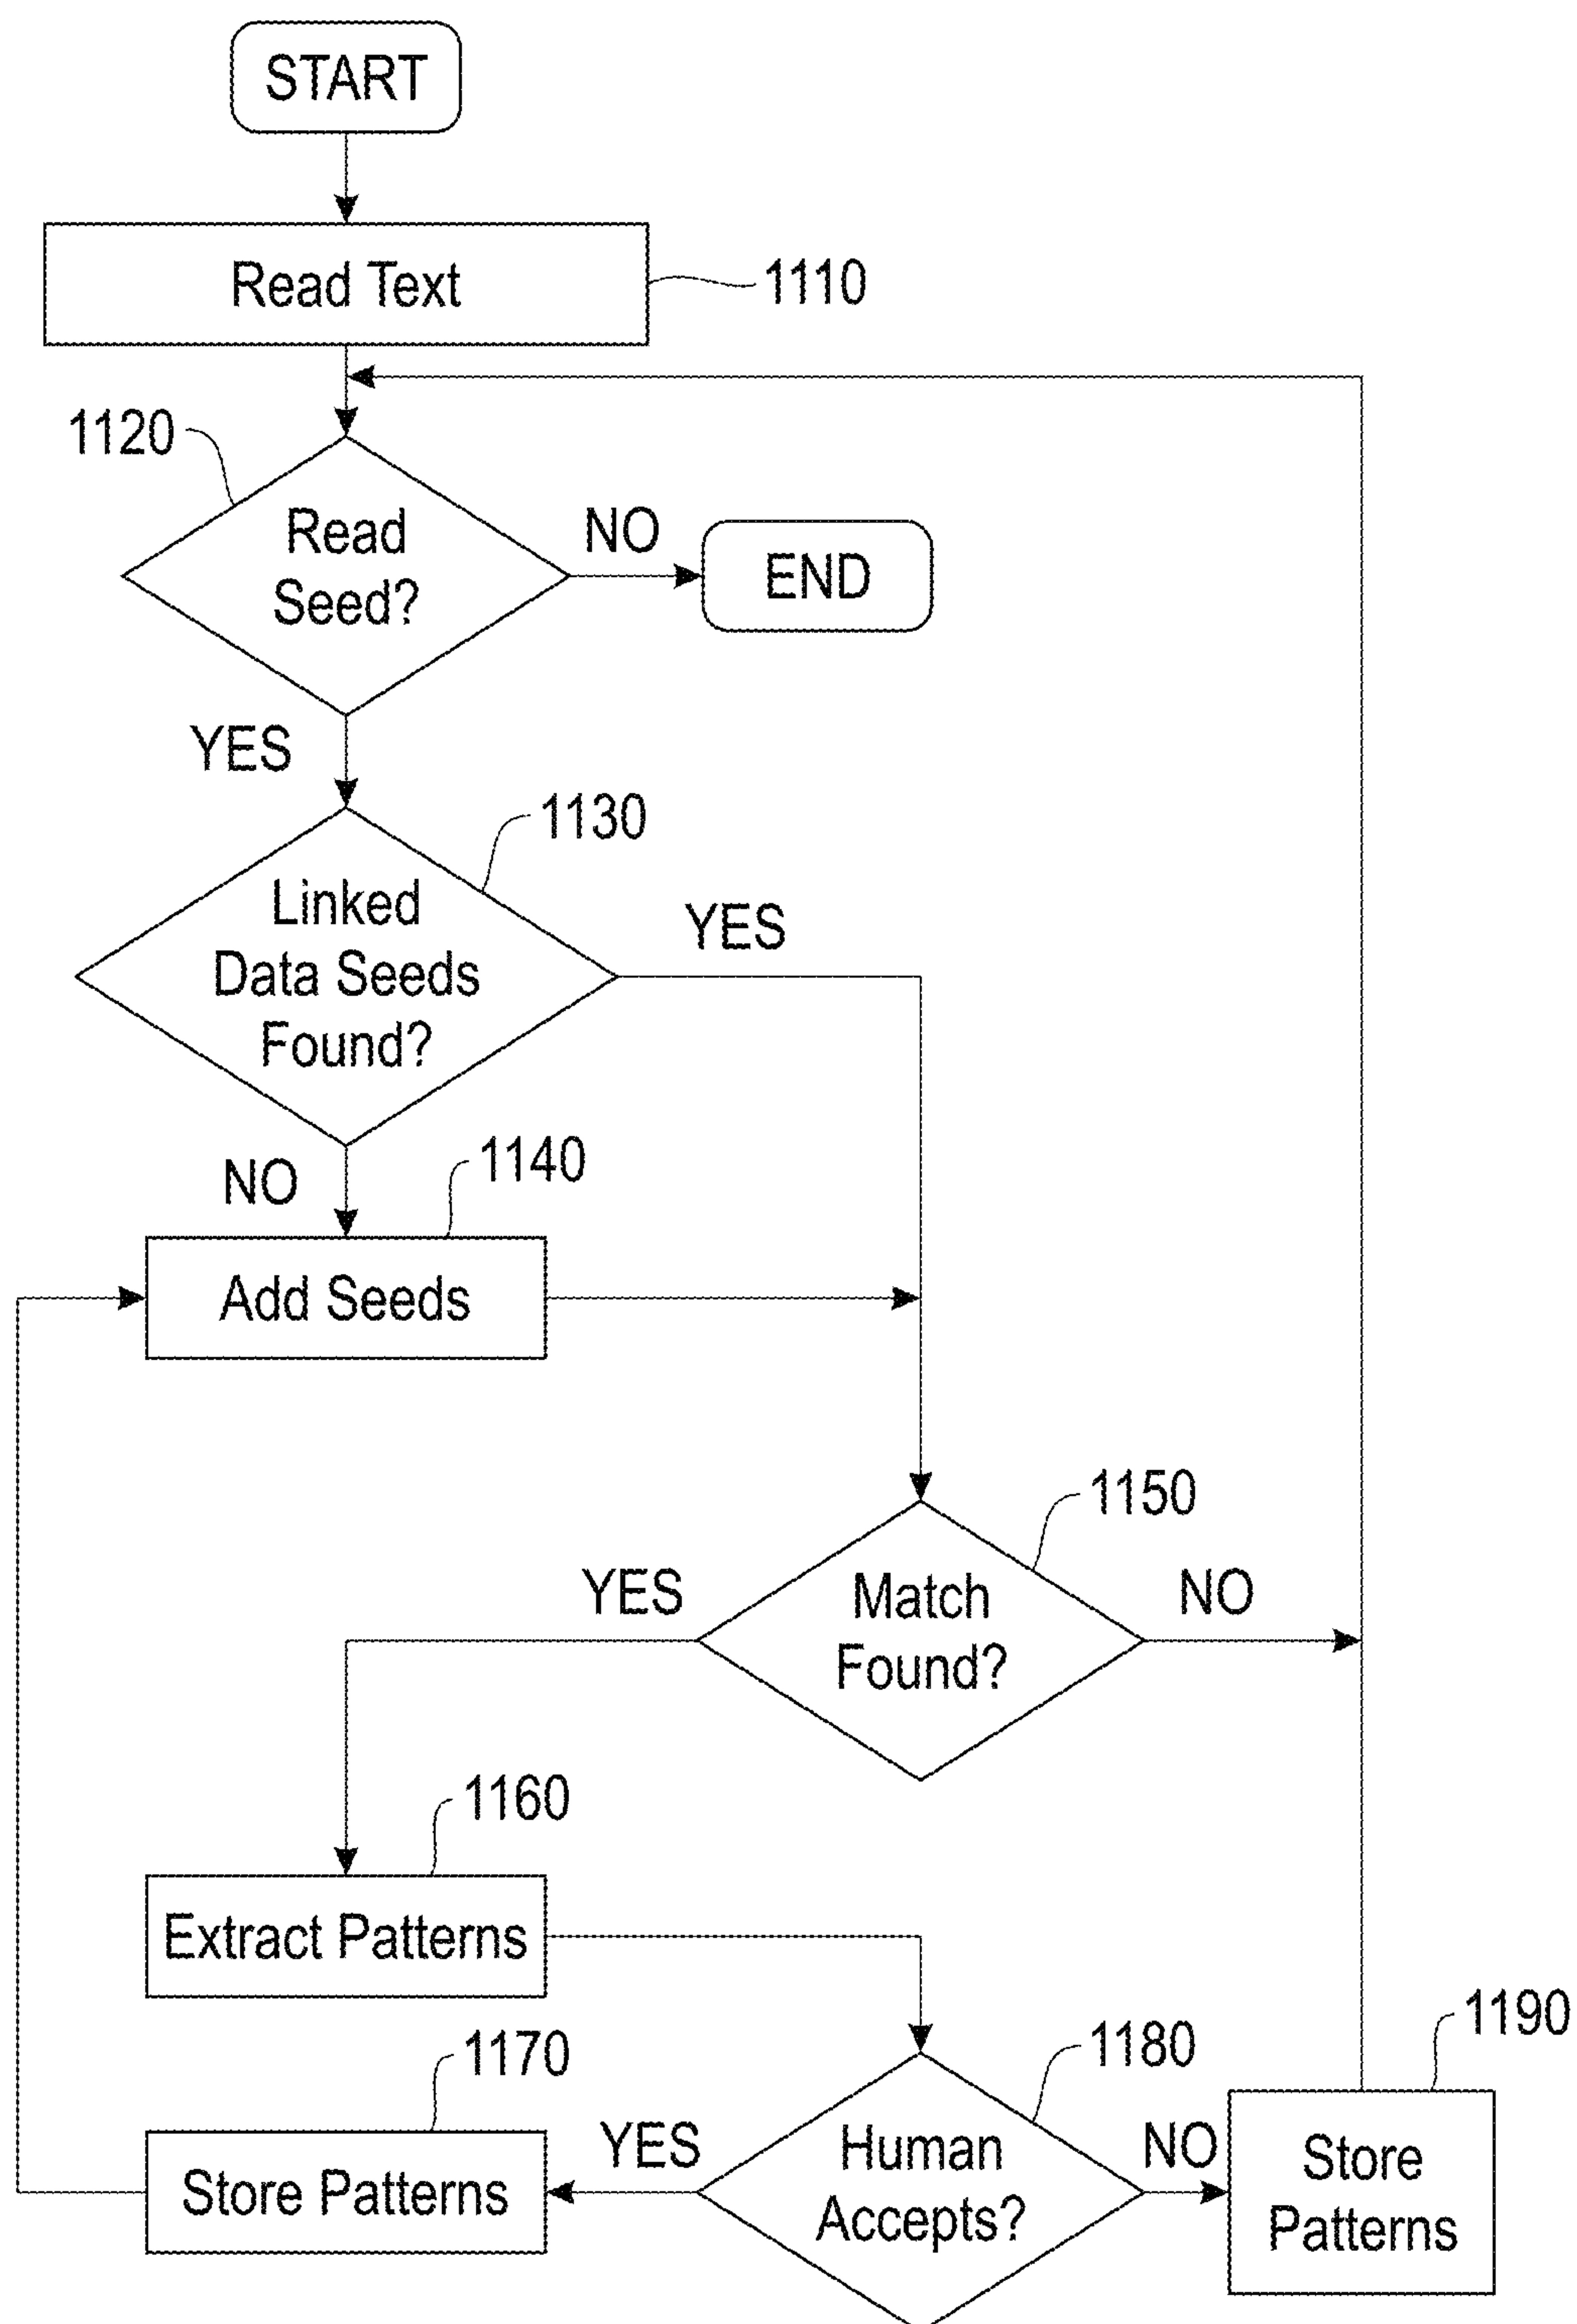 START
Read Text
1110
1120
Read
Seed?
NO
END
YES
1130
Linked
Data Seeds
Found?
YES
NO
1140
Add Seeds
1150
Match
Found?
YES
NO
1160
Extract Patterns
1170
Store Patterns
1180
Human
Accepts?
YES
NO
1190
Store
Patterns